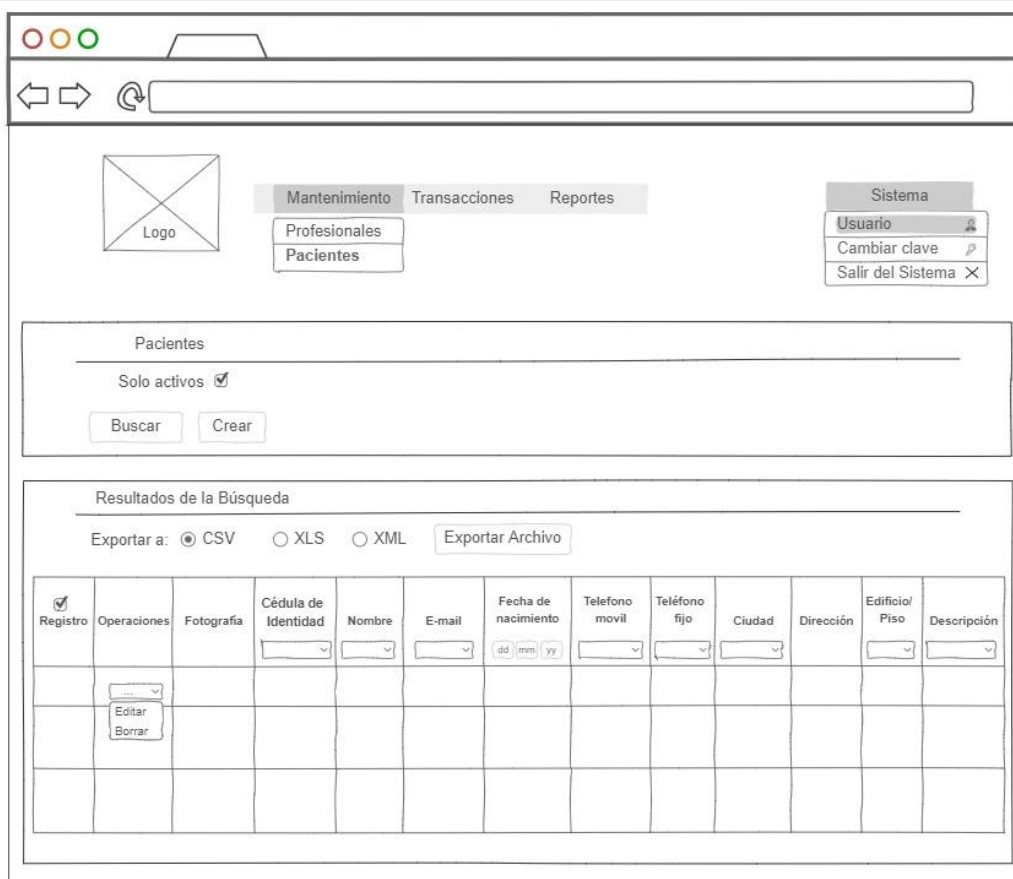 Logo
Mantenimiento Transacciones Reportes
Profesionales
Pacientes
Sistema
Usuario
Cambiar clave
Salir del Sistema
Pacientes
Solo activos
Buscar Crear
Resultados de la Búsqueda
Exportar a: CSV XLS XML Exportar Archivo
Registro
Operaciones
Fotografía
Cédula de
Identidad
Nombre
E-mail
Fecha de
nacimiento
dd mm yy
Telefono
movil
Teléfono
fijo
Ciudad
Dirección
Edificio/
Piso
Descripción
...
Editar
Borrar